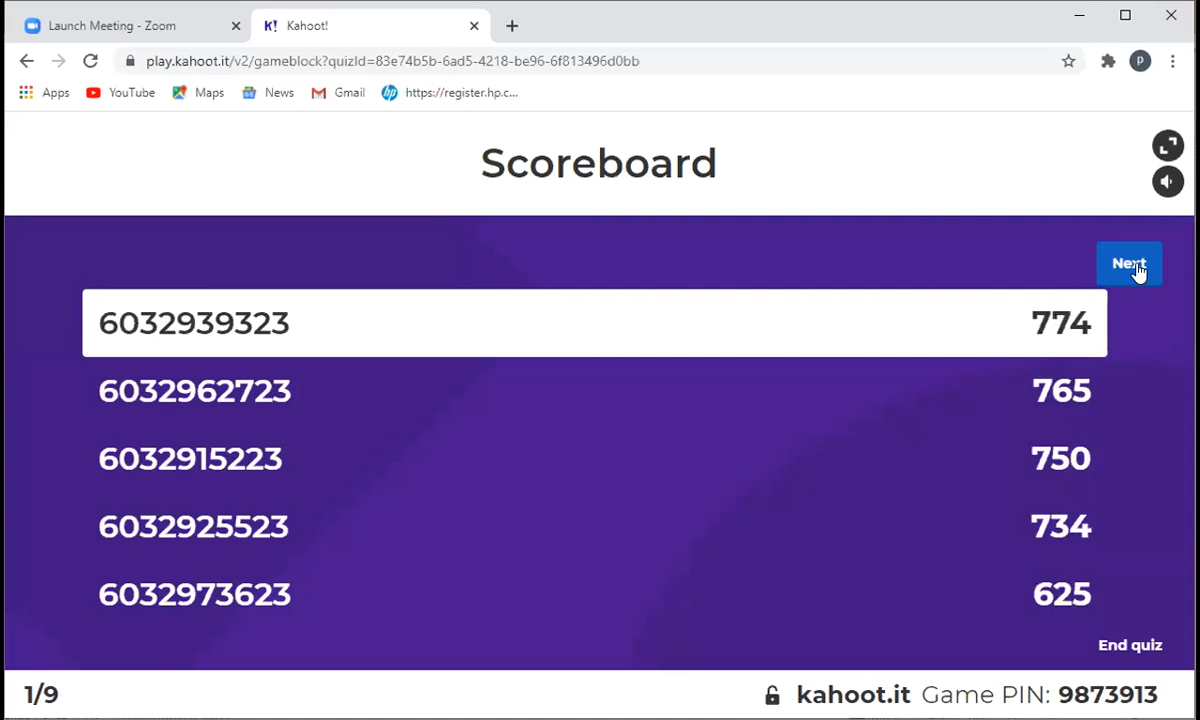 Launch Meeting - Zoom
K! Kahoot!
play.kahoot.it/v2/gameblock?quizId=83e74b5b-6ad5-4218-be96-6f813496d0bb
P
Apps YouTube Maps News Gmail hp https://register.hp.c...
Scoreboard
Next
6032939323 774
6032962723 765
6032915223 750
6032925523 734
6032973623 625
End quiz
1/9 kahoot.it Game PIN: 9873913